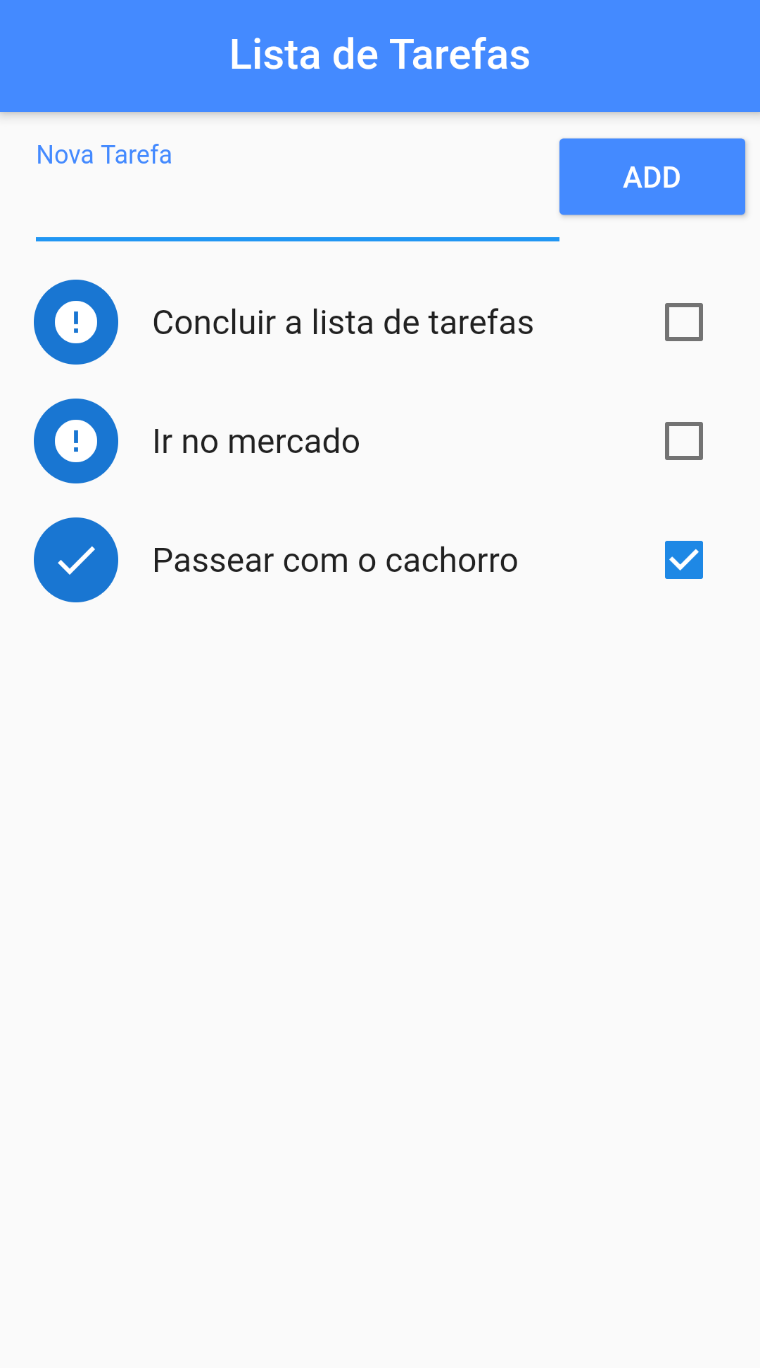 Lista de Tarefas
Nova Tarefa
ADD
Concluir a lista de tarefas
Ir no mercado
Passear com o cachorro